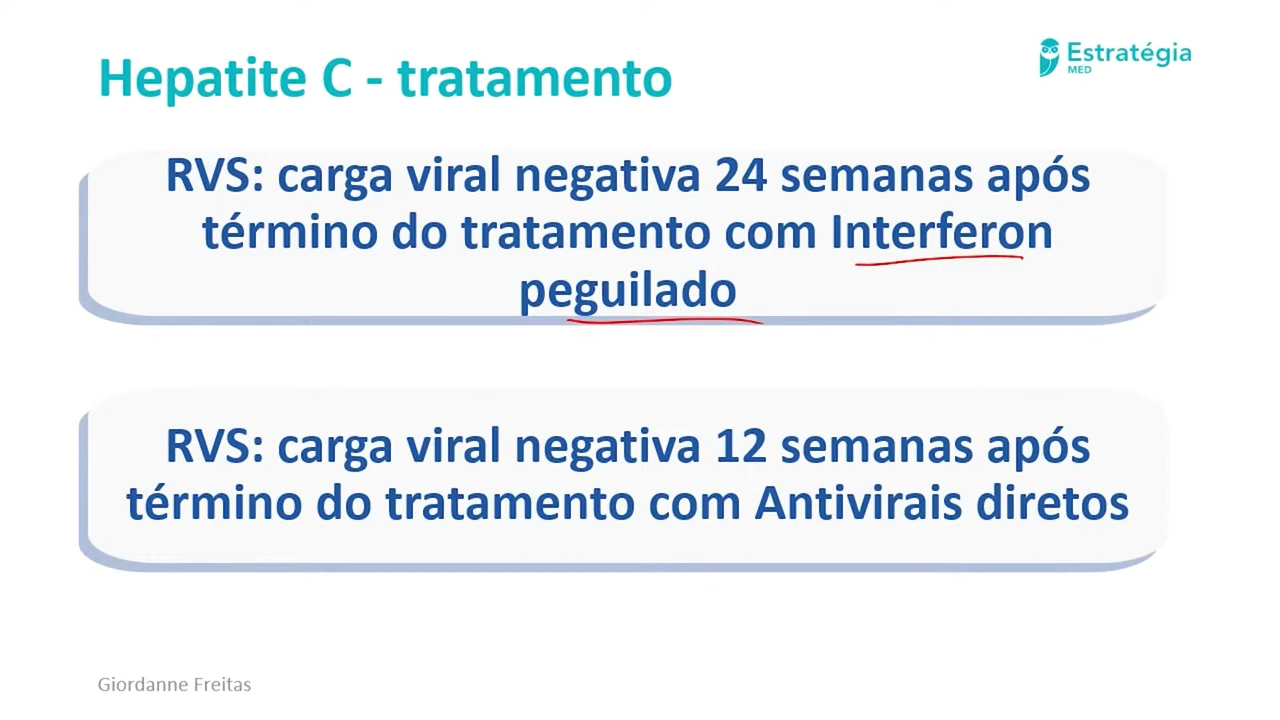 Hepatite C - tratamento
Estratégia
MED
RVS: carga viral negativa 24 semanas após
término do tratamento com Interferon
peguilado
RVS: carga viral negativa 12 semanas após
término do tratamento com Antivirais diretos
Giordanne Freitas